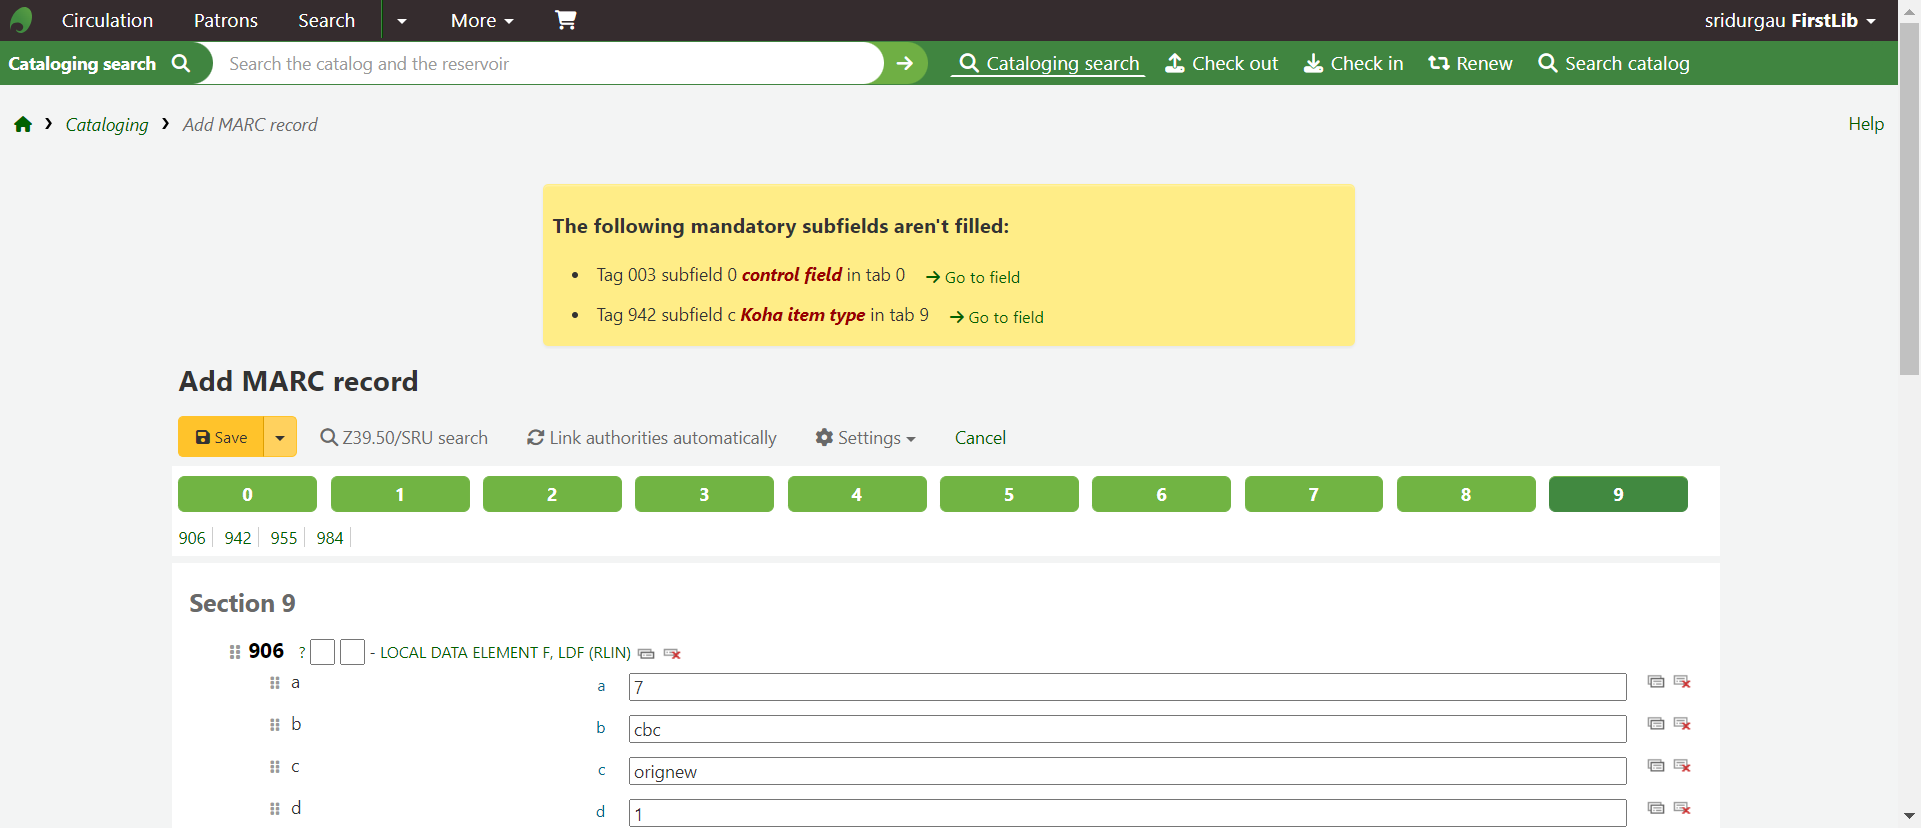 Circulation Patrons Search More sridurgau FirstLib
Cataloging search Search the catalog and the reservoir Cataloging search Check out Check in Renew Search catalog
Cataloging Add MARC record Help
The following mandatory subfields aren't filled:
Tag 003 subfield 0 control field in tab 0 Go to field
Tag 942 subfield c Koha item type in tab 9 Go to field
Add MARC record
Save Z39.50/SRU search Link authorities automatically Settings Cancel
0 1 2 3 4 5 6 7 8 9
906 942 955 984
Section 9
906 ? - LOCAL DATA ELEMENT F, LDF (RLIN)
a a 7
b b cbc
c c orignew
d d 1